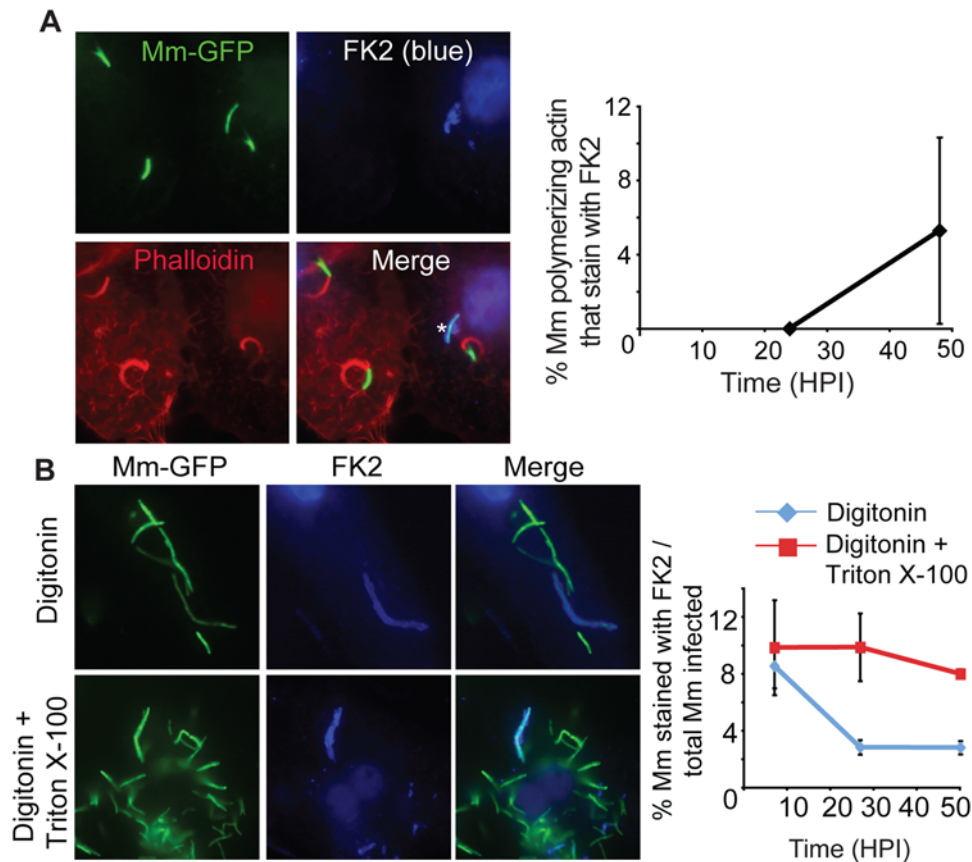 A
Mm-GFP
FK2 (blue)
Phalloidin
Merge
*
% Mm polymerizing actin
that stain with FK2
12
8
4
0
10
20
30
40
50
Time (HPI)
B
Mm-GFP
FK2
Merge
Digitonin
Digitonin +
Triton X-100
Digitonin
Digitonin +
Triton X-100
% Mm stained with FK2 /
total Mm infected
12
8
4
0
10
20
30
40
50
Time (HPI)